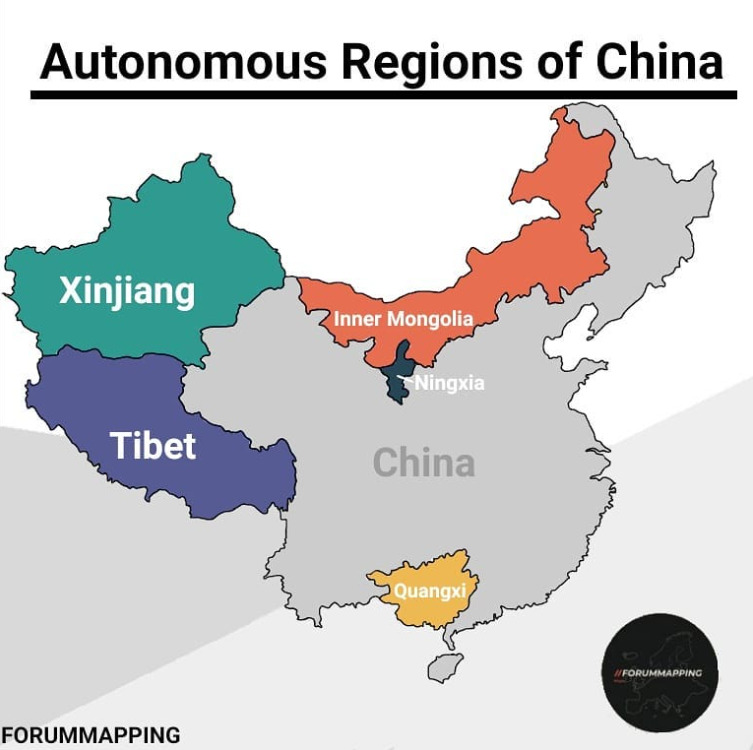 Autonomous Regions of China
Xinjiang
Inner Mongolia
Ningxia
Tibet
China
Quangxi
//FORUMMAPPING
FORUMMAPPING